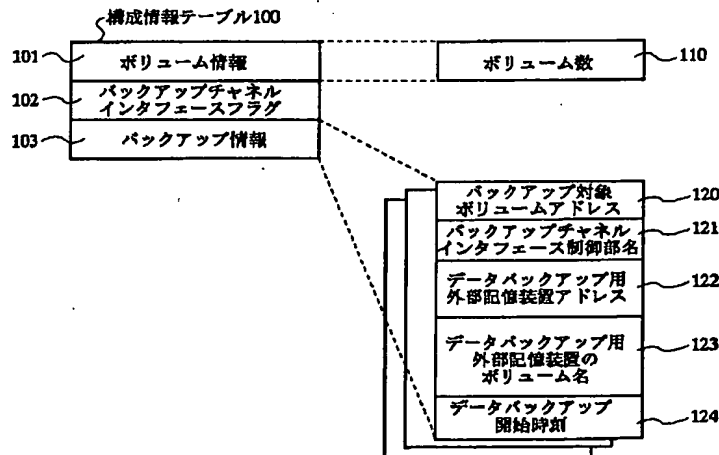 構成情報テーブル100
101
ボリューム情報
ボリューム数
110
102
バックアップチャネル
インタフェースフラグ
103
バックアップ情報
バックアップ対象
ボリュームアドレス
120
バックアップチャネル
インタフェース制御部名
121
データバックアップ用
外部記憶装置アドレス
122
データバックアップ用
外部記憶装置の
ボリューム名
123
データバックアップ
開始時刻
124